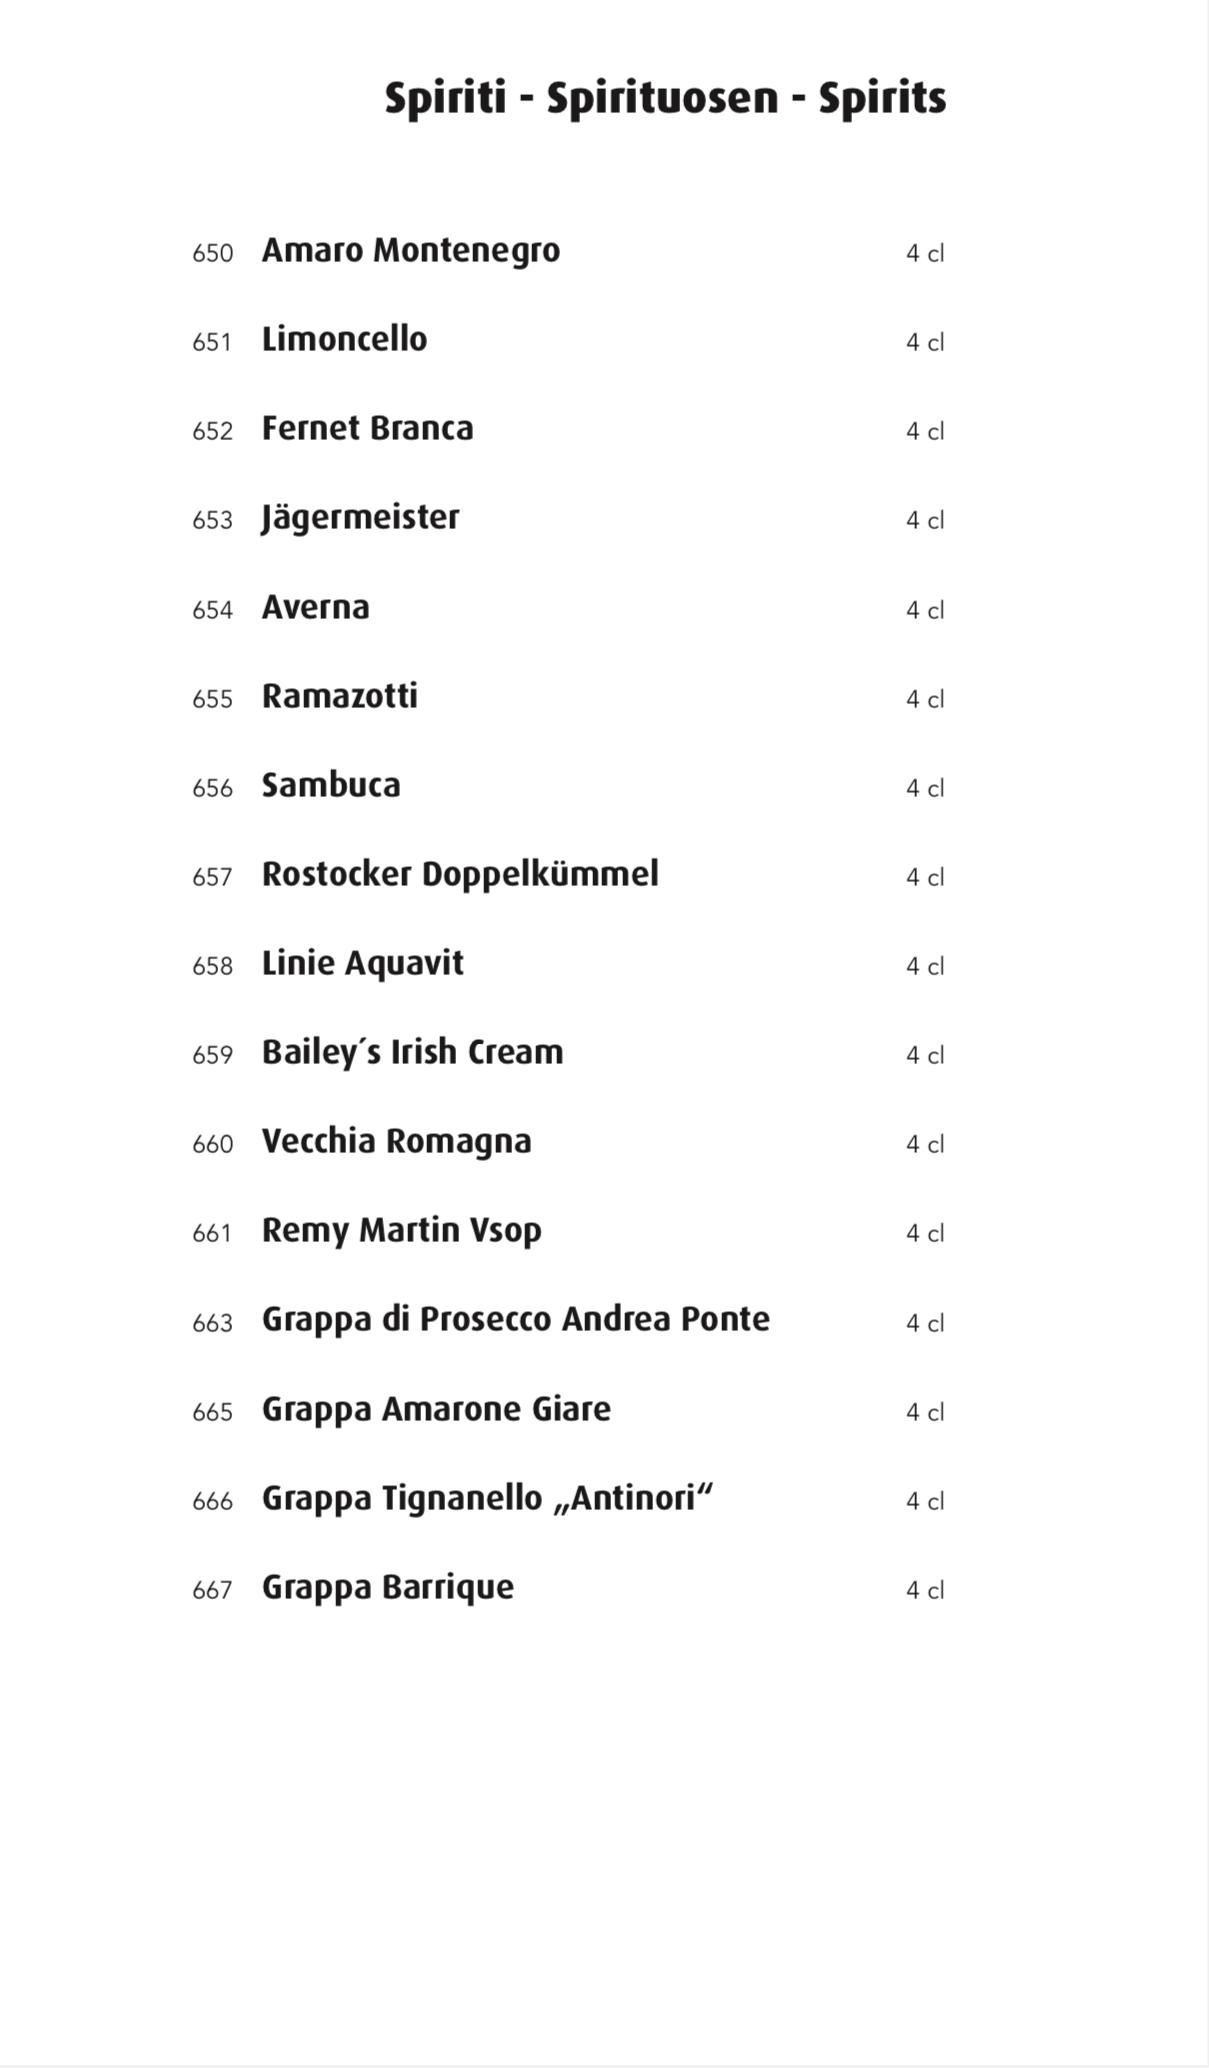 Spiriti - Spirituosen - Spirits
650 Amaro Montenegro 4 cl
651 Limoncello 4 cl
652 Fernet Branca 4 cl
653 Jägermeister 4 cl
654 Averna 4 cl
655 Ramazotti 4 cl
656 Sambuca 4 cl
657 Rostocker Doppelkümmel 4 cl
658 Linie Aquavit 4 cl
659 Bailey´s Irish Cream 4 cl
660 Vecchia Romagna 4 cl
661 Remy Martin Vsop 4 cl
663 Grappa di Prosecco Andrea Ponte 4 cl
665 Grappa Amarone Giare 4 cl
666 Grappa Tignanello „Antinori“ 4 cl
667 Grappa Barrique 4 cl